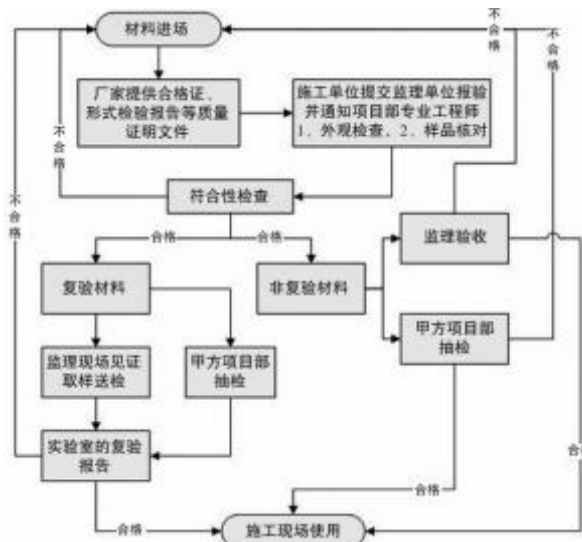 材料进场
厂家提供合格证、
形式检验报告等质量
证明文件
施工单位提交监理单位报验
并通知项目部专业工程师
1、外观检查，2、样品核对
不合格
不合格
不合格
不合格
符合性检查
合格
合格
复验材料
非复验材料
监理验收
监理现场见证
取样送检
甲方项目部
抽检
甲方项目部
抽检
实验室的复验
报告
合格
合格
合格
施工现场使用